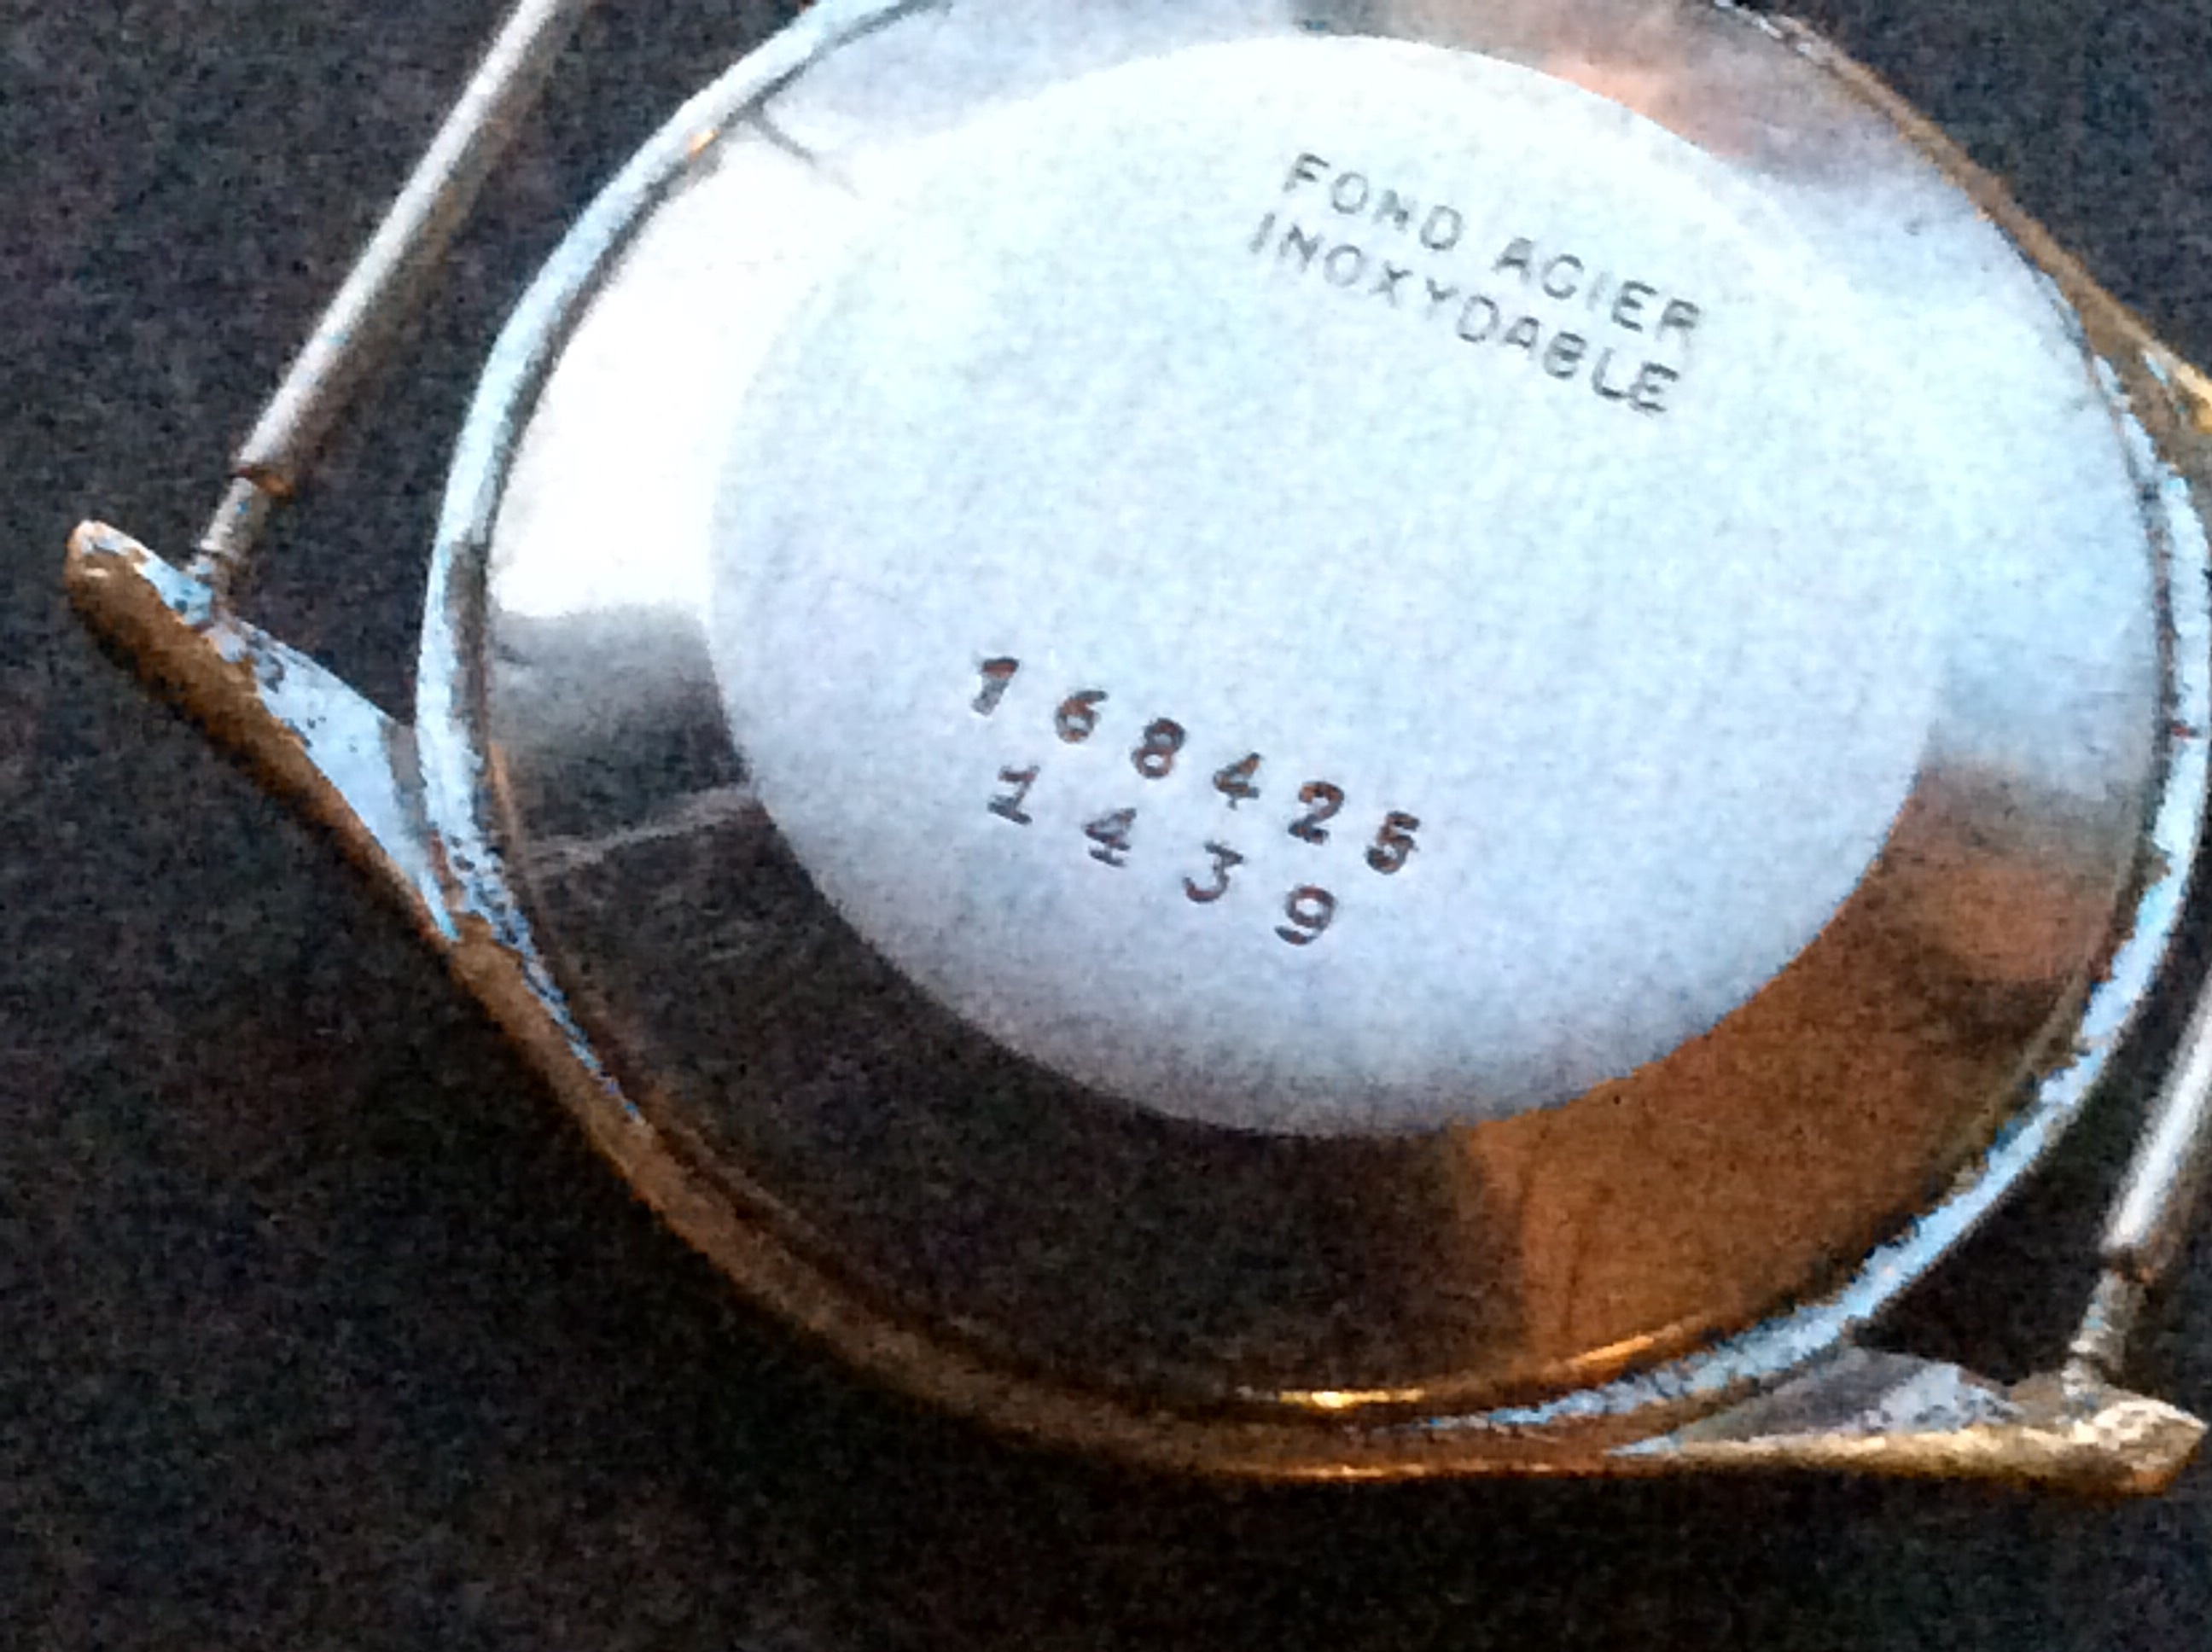 FOND ACIER
INOXYDABLE
168425
1439